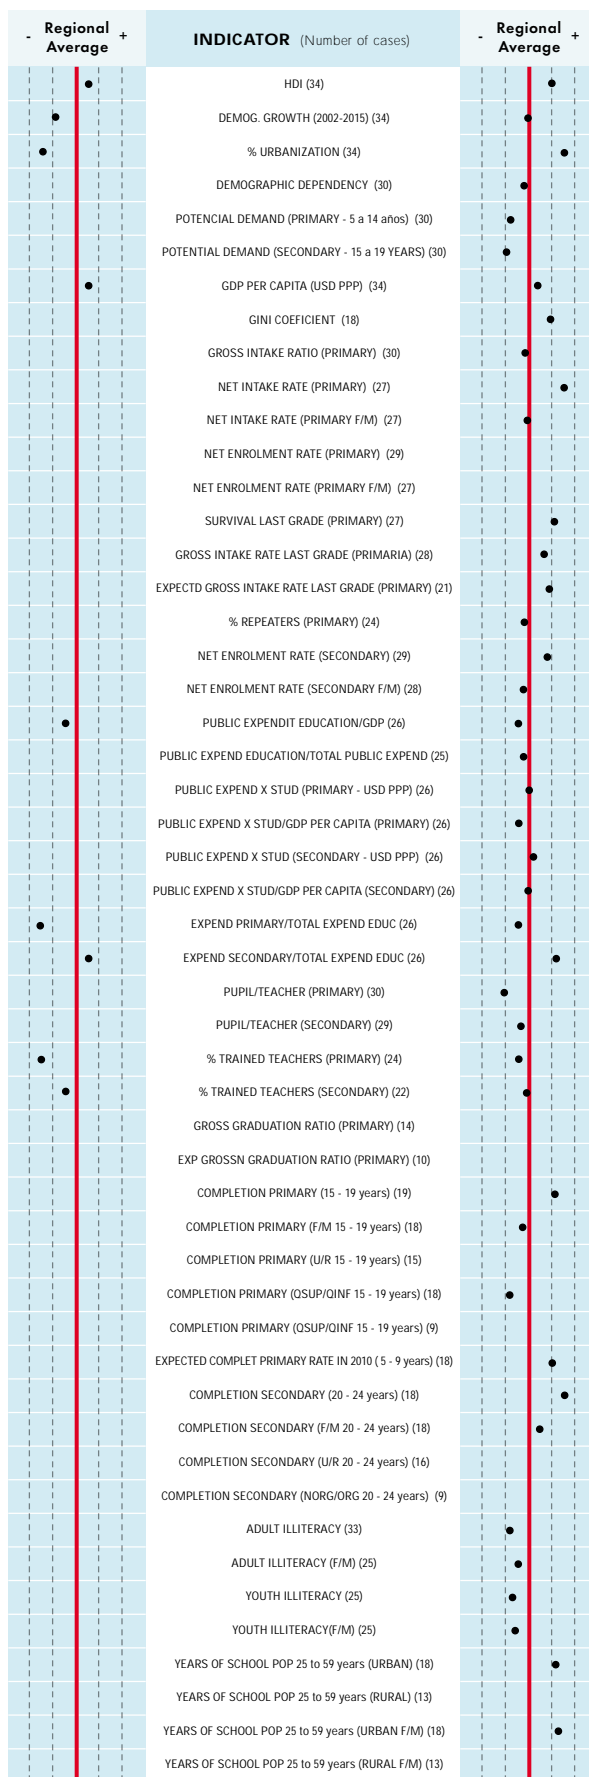 - Regional Average +
INDICATOR (Number of cases)
- Regional Average +
HDI (34)
DEMOG. GROWTH (2002-2015) (34)
% URBANIZATION (34)
DEMOGRAPHIC DEPENDENCY (30)
POTENCIAL DEMAND (PRIMARY - 5 a 14 años) (30)
POTENTIAL DEMAND (SECONDARY - 15 a 19 YEARS) (30)
GDP PER CAPITA (USD PPP) (34)
GINI COEFICIENT (18)
GROSS INTAKE RATIO (PRIMARY) (30)
NET INTAKE RATE (PRIMARY) (27)
NET INTAKE RATE (PRIMARY F/M) (27)
NET ENROLMENT RATE (PRIMARY) (29)
NET ENROLMENT RATE (PRIMARY F/M) (27)
SURVIVAL LAST GRADE (PRIMARY) (27)
GROSS INTAKE RATE LAST GRADE (PRIMARIA) (28)
EXPECTD GROSS INTAKE RATE LAST GRADE (PRIMARY) (21)
% REPEATERS (PRIMARY) (24)
NET ENROLMENT RATE (SECONDARY) (29)
NET ENROLMENT RATE (SECONDARY F/M) (28)
PUBLIC EXPENDIT EDUCATION/GDP (26)
PUBLIC EXPEND EDUCATION/TOTAL PUBLIC EXPEND (25)
PUBLIC EXPEND X STUD (PRIMARY - USD PPP) (26)
PUBLIC EXPEND X STUD/GDP PER CAPITA (PRIMARY) (26)
PUBLIC EXPEND X STUD (SECONDARY - USD PPP) (26)
PUBLIC EXPEND X STUD/GDP PER CAPITA (SECONDARY) (26)
EXPEND PRIMARY/TOTAL EXPEND EDUC (26)
EXPEND SECONDARY/TOTAL EXPEND EDUC (26)
PUPIL/TEACHER (PRIMARY) (30)
PUPIL/TEACHER (SECONDARY) (29)
% TRAINED TEACHERS (PRIMARY) (24)
% TRAINED TEACHERS (SECONDARY) (22)
GROSS GRADUATION RATIO (PRIMARY) (14)
EXP GROSSN GRADUATION RATIO (PRIMARY) (10)
COMPLETION PRIMARY (15 - 19 years) (19)
COMPLETION PRIMARY (F/M 15 - 19 years) (18)
COMPLETION PRIMARY (U/R 15 - 19 years) (15)
COMPLETION PRIMARY (QSUP/QINF 15 - 19 years) (18)
COMPLETION PRIMARY (QSUP/QINF 15 - 19 years) (9)
EXPECTED COMPLET PRIMARY RATE IN 2010 ( 5 - 9 years) (18)
COMPLETION SECONDARY (20 - 24 years) (18)
COMPLETION SECONDARY (F/M 20 - 24 years) (18)
COMPLETION SECONDARY (U/R 20 - 24 years) (16)
COMPLETION SECONDARY (NORG/ORG 20 - 24 years) (9)
ADULT ILLITERACY (33)
ADULT ILLITERACY (F/M) (25)
YOUTH ILLITERACY (25)
YOUTH ILLITERACY(F/M) (25)
YEARS OF SCHOOL POP 25 to 59 years (URBAN) (18)
YEARS OF SCHOOL POP 25 to 59 years (RURAL) (13)
YEARS OF SCHOOL POP 25 to 59 years (URBAN F/M) (18)
YEARS OF SCHOOL POP 25 to 59 years (RURAL F/M) (13)